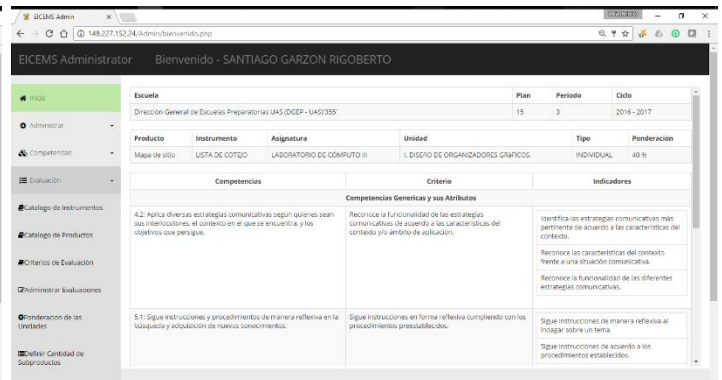 EICEMS Admin
148.227.152.24/Admin/bienvenido.php
EICEMS Administrator Bienvenido - SANTIAGO GARZON RIGOBERTO
Inicio
Administrar
Competencias
Evaluación
Catalogo de Instrumentos
Catalogo de Productos
Criterios de Evaluación
Administrar Evaluaciones
Ponderacion de las
Unidades
Definir Cantidad de
Subproductos
Escuela Plan Periodo Ciclo
Dirección General de Escuelas Preparatorias UAS (DGEP - UAS)'355' 15 3 2016 - 2017
Producto Instrumento Asignatura Unidad Tipo Ponderación
Mapa de sitio LISTA DE COTEJO LABORATORIO DE CÓMPUTO III I. DISEÑO DE ORGANIZADORES GRáFICOS. INDIVIDUAL 40 %
Competencias Criterio Indicadores
Competencias Genericas y sus Atributos
4.2: Aplica diversas estrategias comunicativas según quienes sean
sus interlocutores, el contexto en el que se encuentra, y los
objetivos que persigue.
Reconoce la funcionalidad de las estrategias
comunicativas de acuerdo a las características del
contexto y/o ámbito de aplicación.
Identifica las estrategias comunicativas más
pertinente de acuerdo a las características del
contexto.
Reconoce las características del contexto
frente a una situación comunicativa.
Reconoce la funcionalidad de las diferentes
estrategias comunicativas.
5.1: Sigue instrucciones y procedimientos de manera reflexiva en la
búsqueda y adquisición de nuevos conocimientos.
Sigue instrucciones en forma reflexiva cumpliendo con los
procedimientos preestablecidos.
Sigue instrucciones de manera reflexiva al
indagar sobre un tema.
Sigue instrucciones de acuerdo a los
procedimientos establecidos.